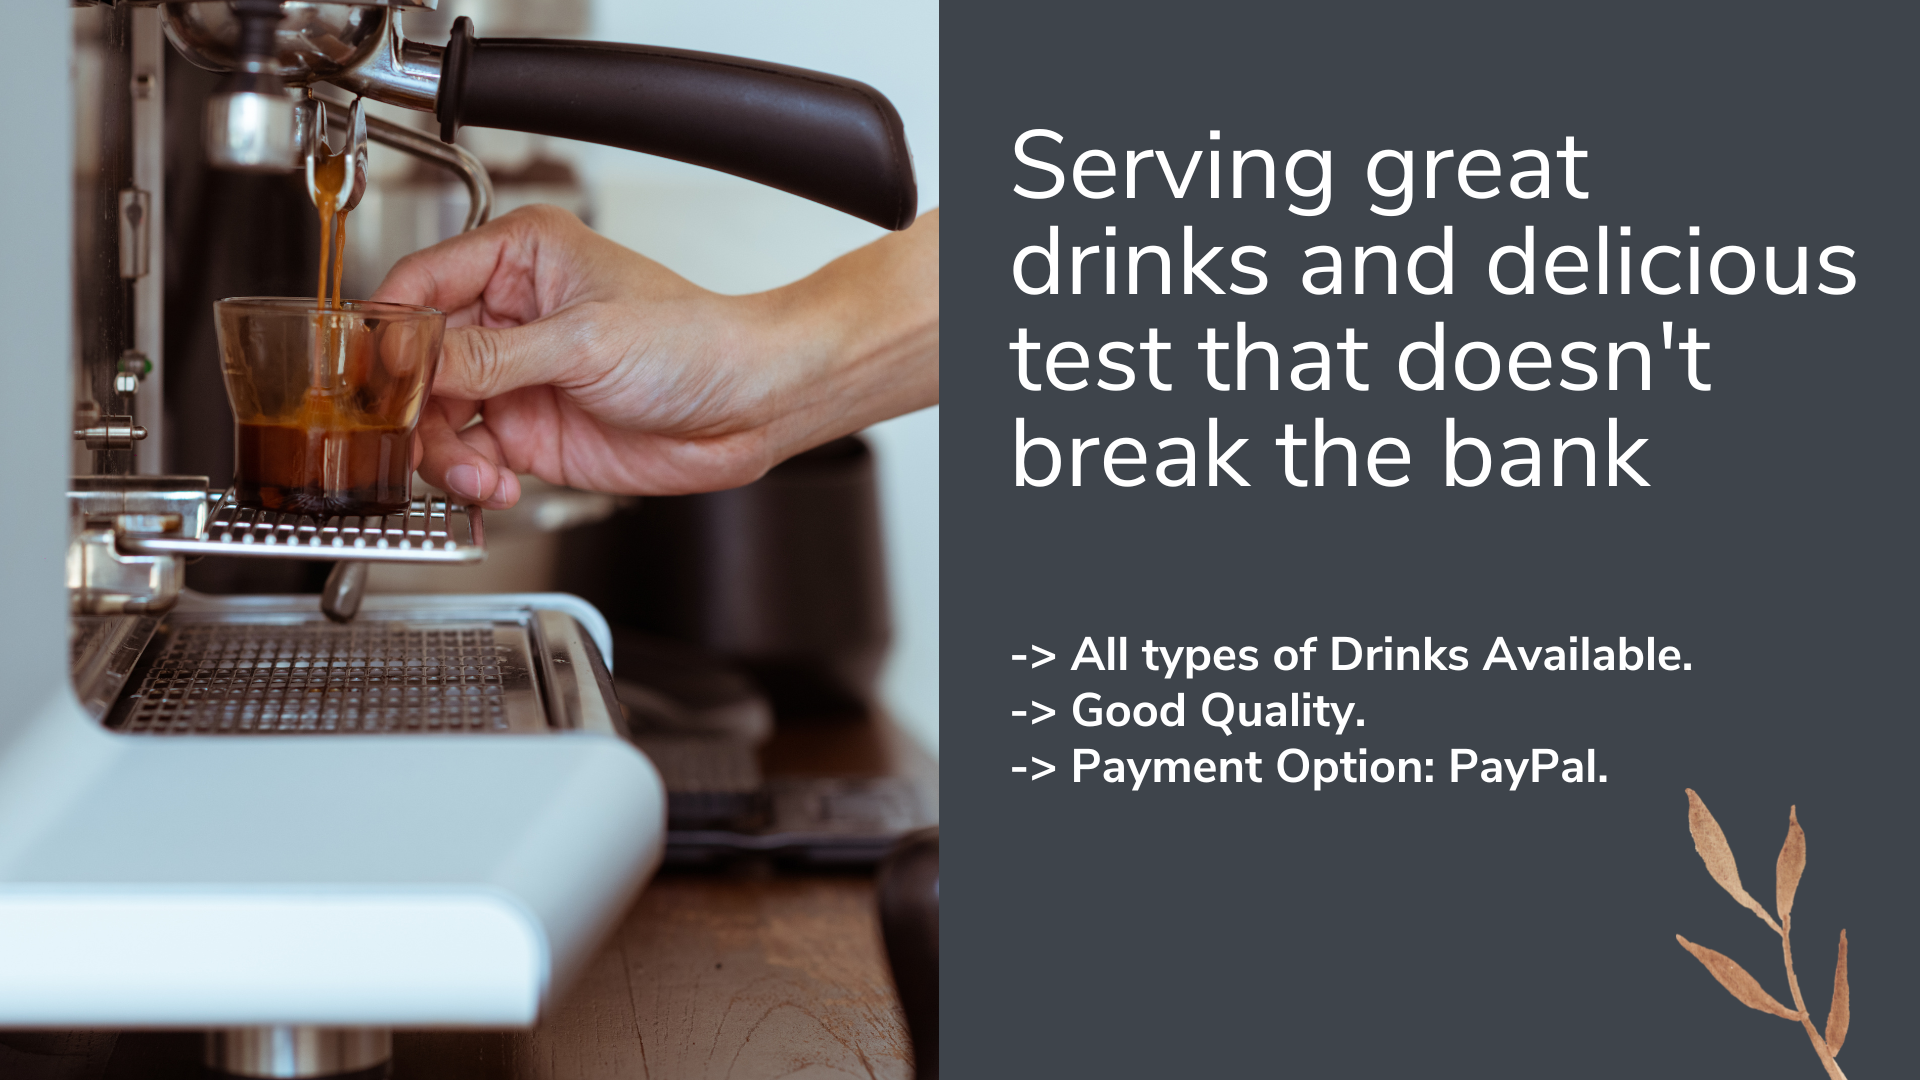 Serving great
drinks and delicious
test that doesn't
break the bank
-> All types of Drinks Available.
-> Good Quality.
-> Payment Option: PayPal.